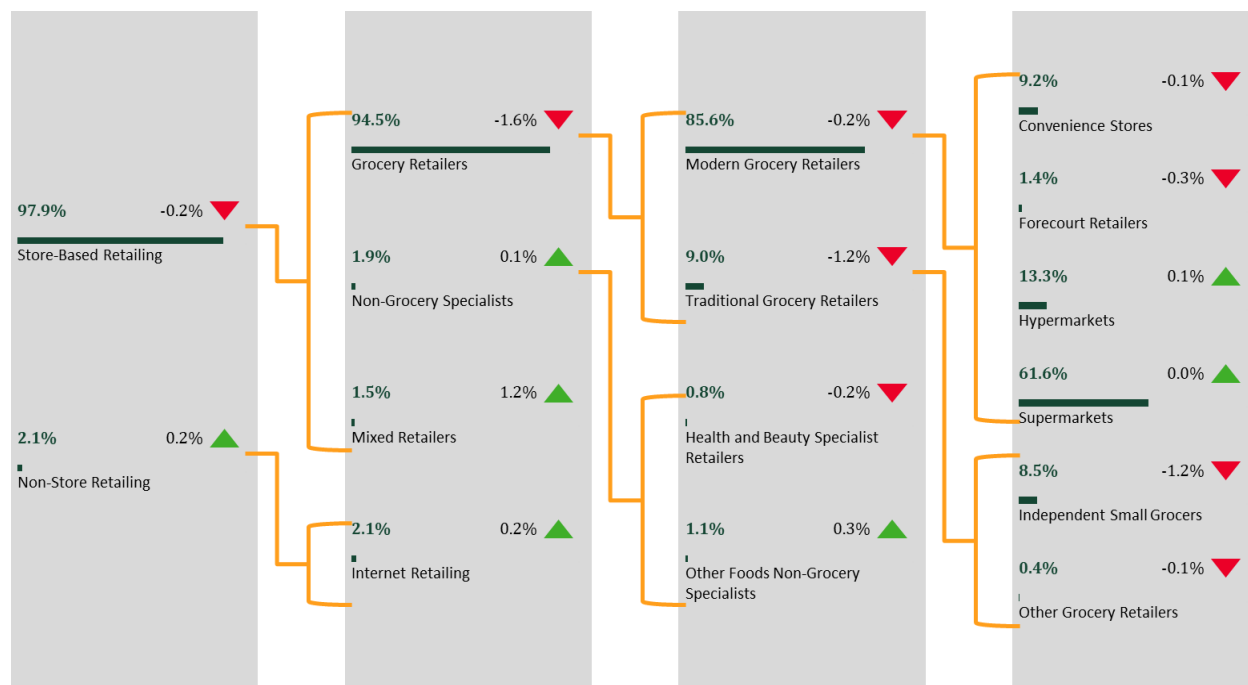 97.9% -0.2%
Store-Based Retailing
2.1% 0.2%
Non-Store Retailing
94.5% -1.6%
Grocery Retailers
1.9% 0.1%
Non-Grocery Specialists
1.5% 1.2%
Mixed Retailers
2.1% 0.2%
Internet Retailing
85.6% -0.2%
Modern Grocery Retailers
9.0% -1.2%
Traditional Grocery Retailers
0.8% -0.2%
Health and Beauty Specialist
Retailers
1.1% 0.3%
Other Foods Non-Grocery
Specialists
9.2% -0.1%
Convenience Stores
1.4% -0.3%
Forecourt Retailers
13.3% 0.1%
Hypermarkets
61.6% 0.0%
Supermarkets
8.5% -1.2%
Independent Small Grocers
0.4% -0.1%
Other Grocery Retailers